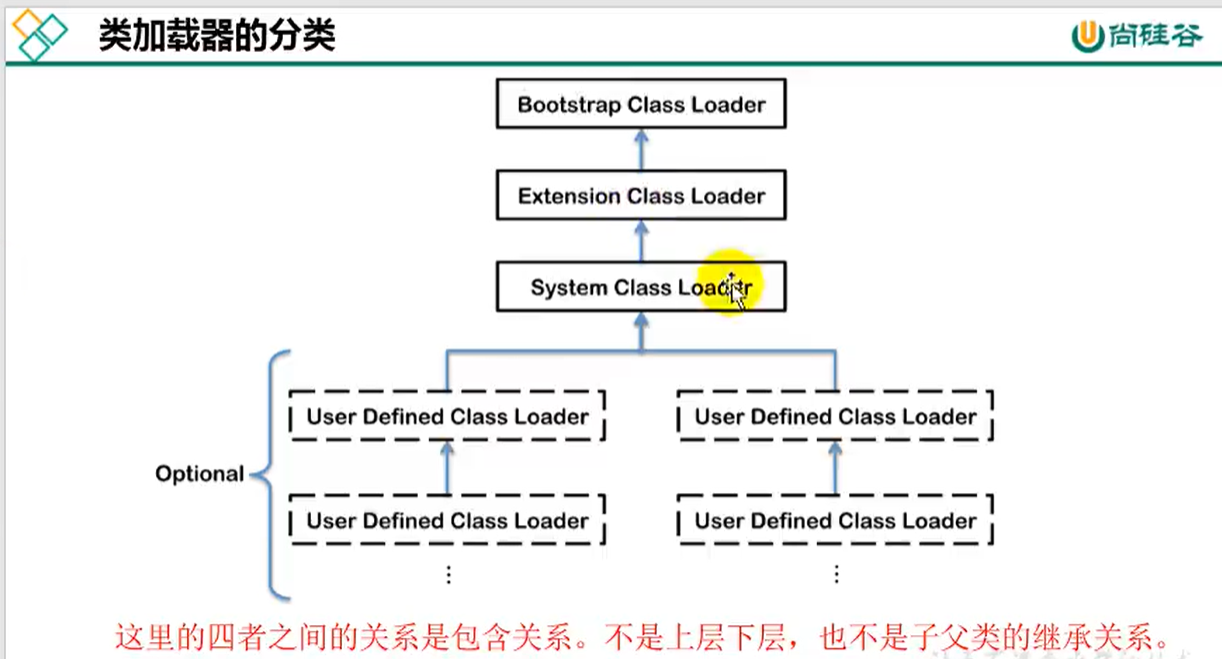 类加载器的分类
尚硅谷
Bootstrap Class Loader
Extension Class Loader
System Class Loader
User Defined Class Loader
User Defined Class Loader
Optional
User Defined Class Loader
User Defined Class Loader
⋮
⋮
这里的四者之间的关系是包含关系。不是上层下层，也不是子父类的继承关系。